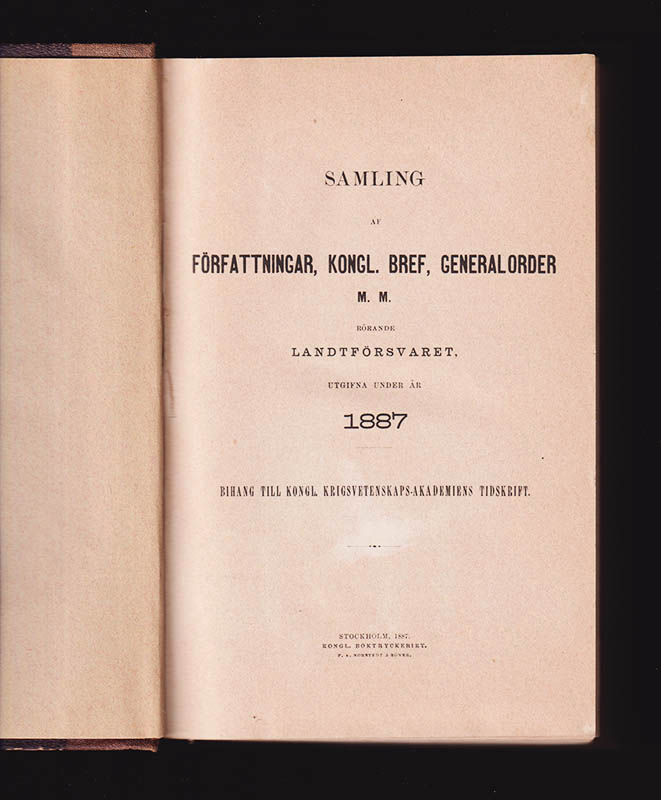 SAMLING
AF
FÖRFATTNINGAR, KONGL. BREF, GENERALORDER
M. M.
RÖRANDE
LANDTFÖRSVARET,
UTGIFNA UNDER ÅR
1887
BIHANG TILL KONGL. KRIGSVETENSKAPS-AKADEMIENS TIDSKRIFT.
STOCKHOLM, 1887.
KONGL. BOKTRYCKERIET.
P. A. NORSTEDT & SÖNER.